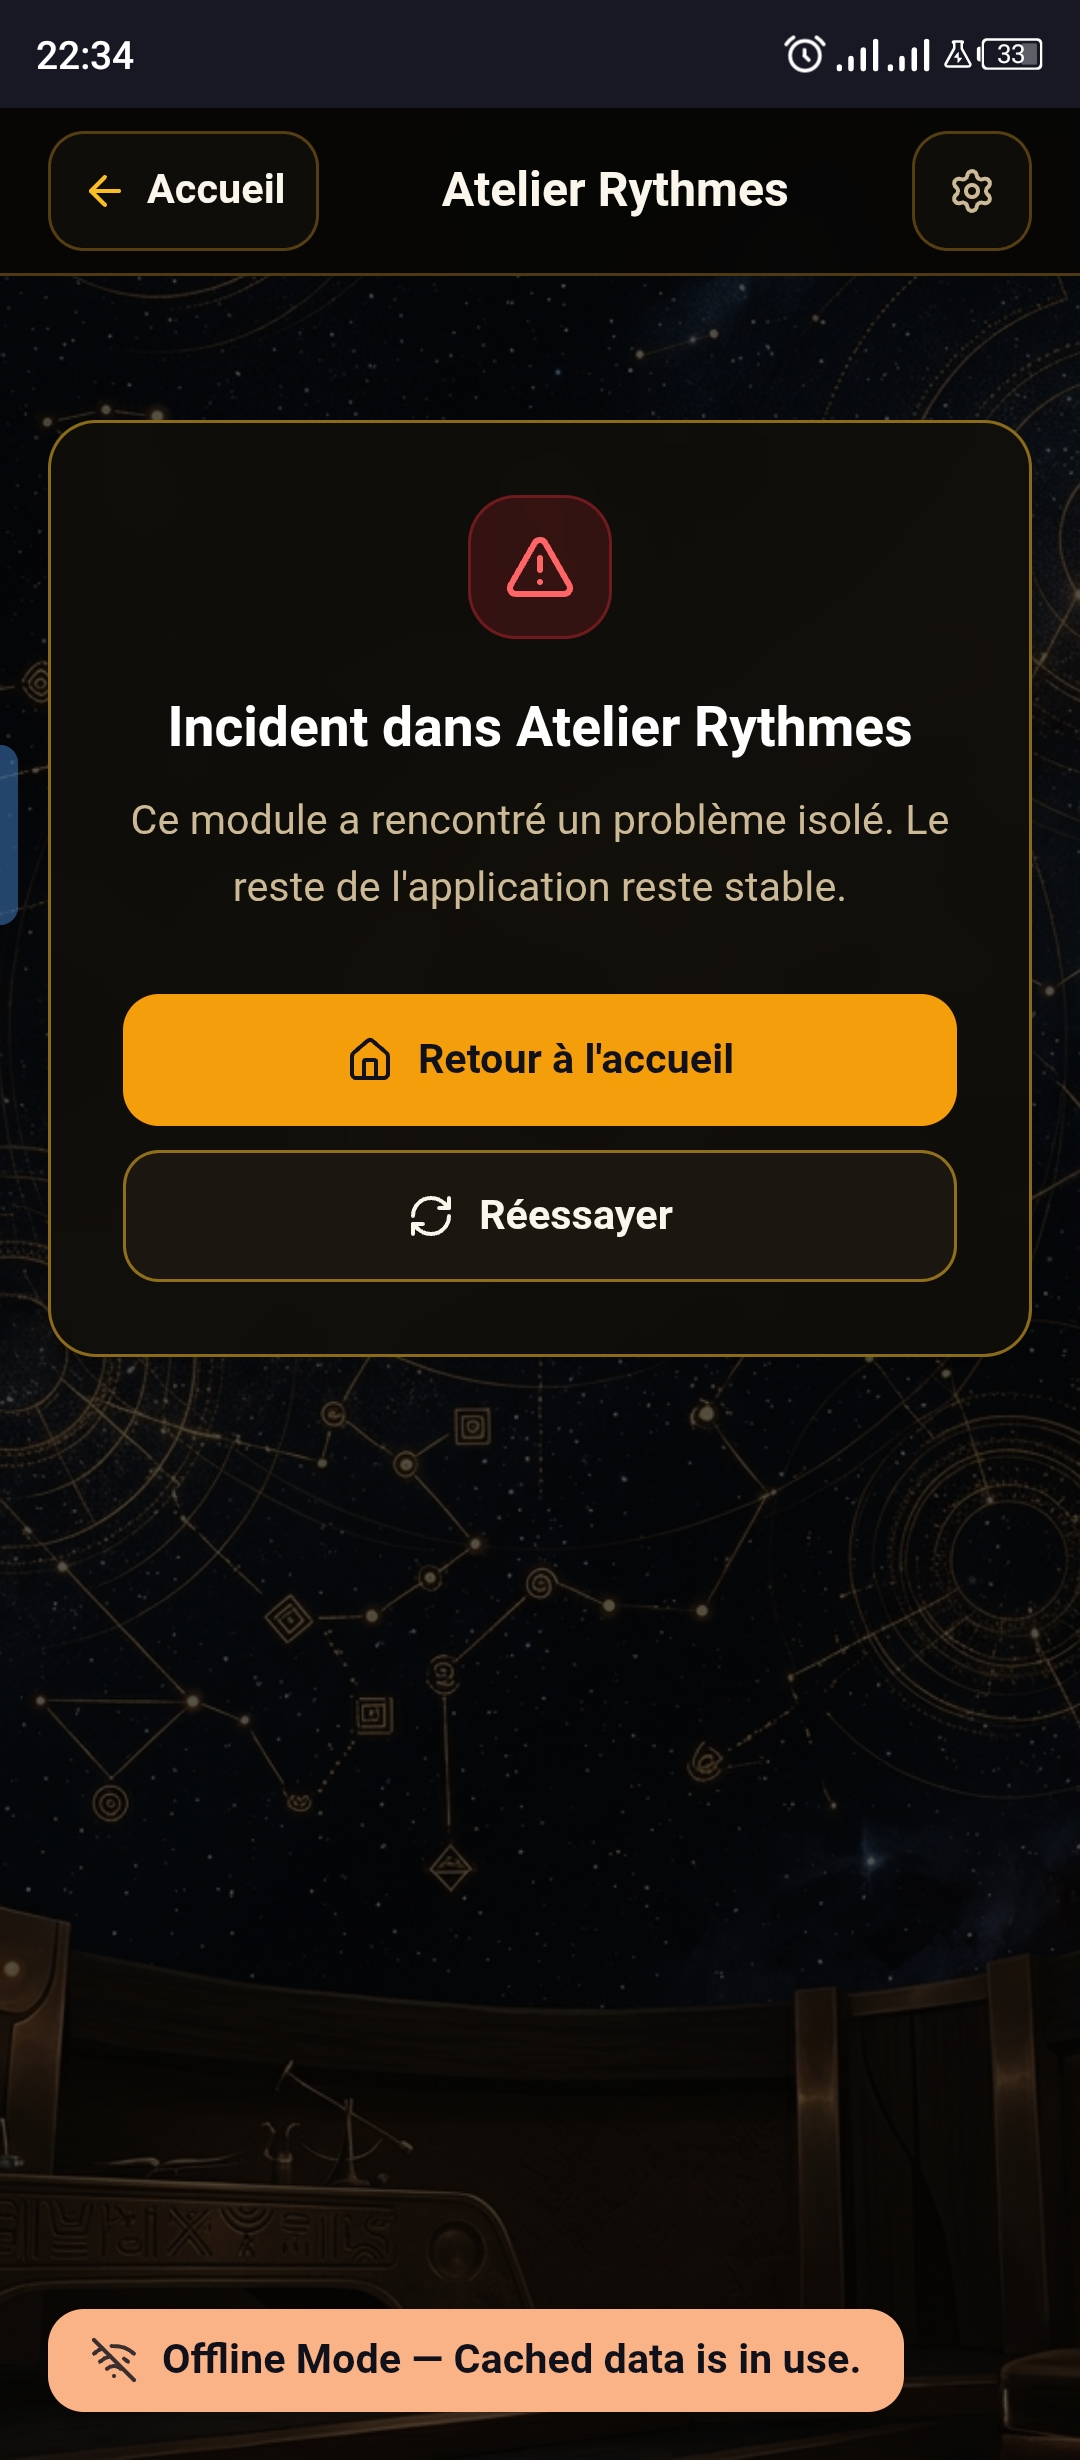 22:34
33
Accueil
Atelier Rythmes
Incident dans Atelier Rythmes
Ce module a rencontré un problème isolé. Le
reste de l'application reste stable.
Retour à l'accueil
Réessayer
Offline Mode — Cached data is in use.